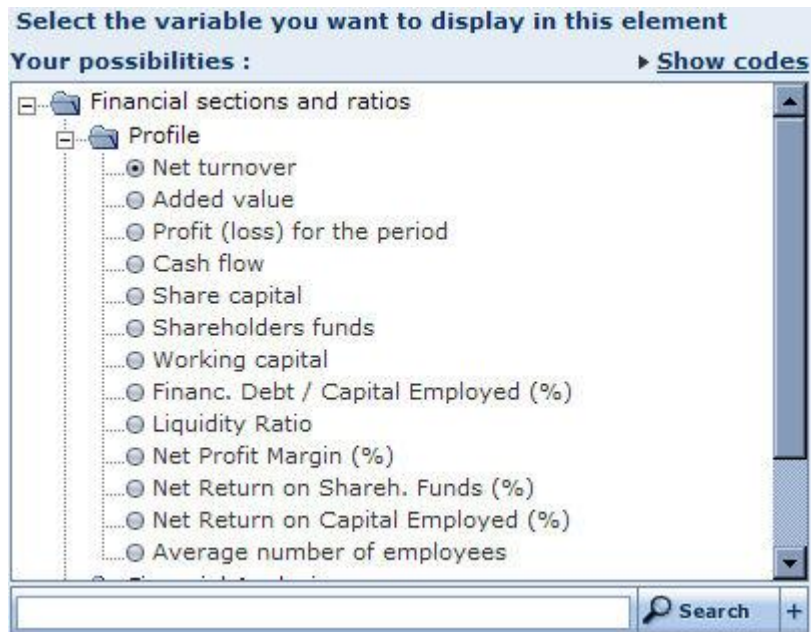 Select the variable you want to display in this element
Your possibilities : Show codes
Financial sections and ratios
Profile
Net turnover
Added value
Profit (loss) for the period
Cash flow
Share capital
Shareholders funds
Working capital
Financ. Debt / Capital Employed (%)
Liquidity Ratio
Net Profit Margin (%)
Net Return on Shareh. Funds (%)
Net Return on Capital Employed (%)
Average number of employees
Search +